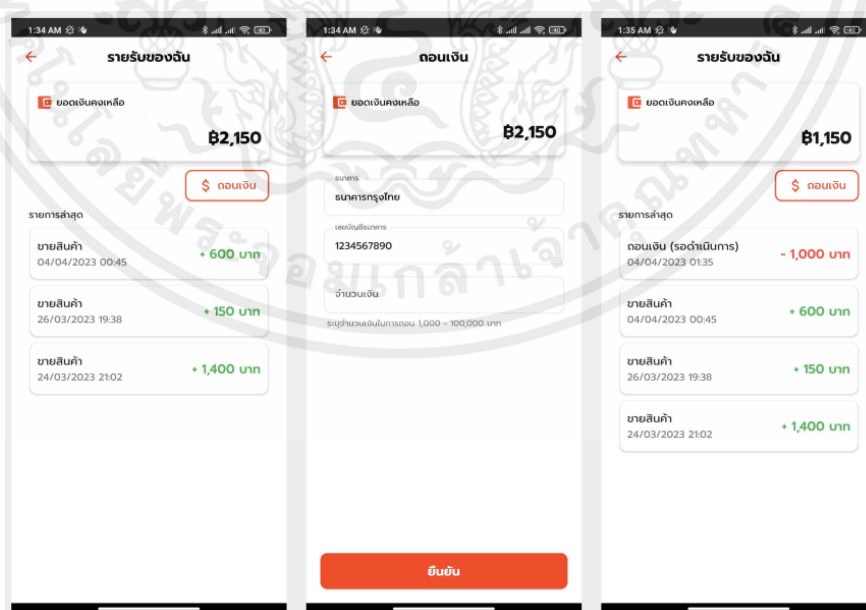 1:34 AM
รายรับของฉัน
ยอดเงินคงเหลือ
฿2,150
$ ถอนเงิน
รายการล่าสุด
ขายสินค้า
04/04/2023 00:45
+ 600 บาท
ขายสินค้า
26/03/2023 19:38
+ 150 บาท
ขายสินค้า
24/03/2023 21:02
+ 1,400 บาท
1:34 AM
ถอนเงิน
ยอดเงินคงเหลือ
฿2,150
ธนาคาร
ธนาคารกรุงไทย
เลขบัญชีธนาคาร
1234567890
จำนวนเงิน
ระบุจำนวนเงินในการถอน 1,000 - 100,000 บาท
ยืนยัน
1:35 AM
รายรับของฉัน
ยอดเงินคงเหลือ
฿1,150
$ ถอนเงิน
รายการล่าสุด
ถอนเงิน (รอดำเนินการ)
04/04/2023 01:35
- 1,000 บาท
ขายสินค้า
04/04/2023 00:45
+ 600 บาท
ขายสินค้า
26/03/2023 19:38
+ 150 บาท
ขายสินค้า
24/03/2023 21:02
+ 1,400 บาท